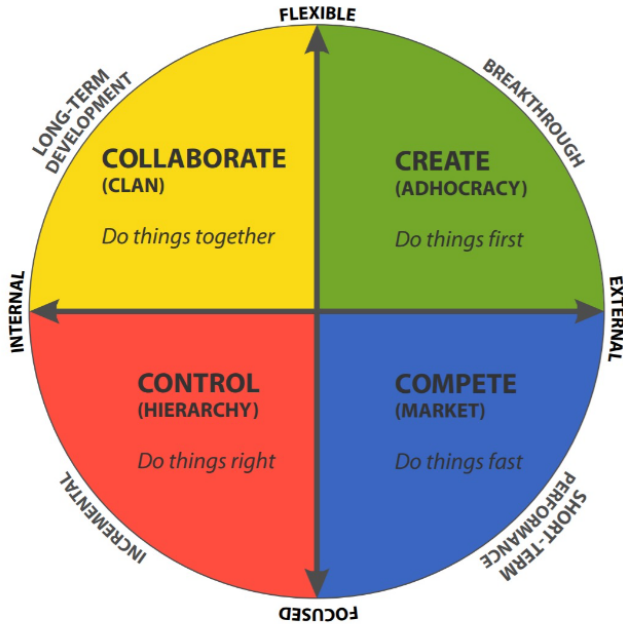 FLEXIBLE
LONG-TERM
DEVELOPMENT
BREAKTHROUGH
COLLABORATE
(CLAN)
Do things together
CREATE
(ADHOCRACY)
Do things first
INTERNAL
EXTERNAL
CONTROL
(HIERARCHY)
Do things right
COMPETE
(MARKET)
Do things fast
INCREMENTAL
SHORT-TERM
PERFORMANCE
FOCUSED